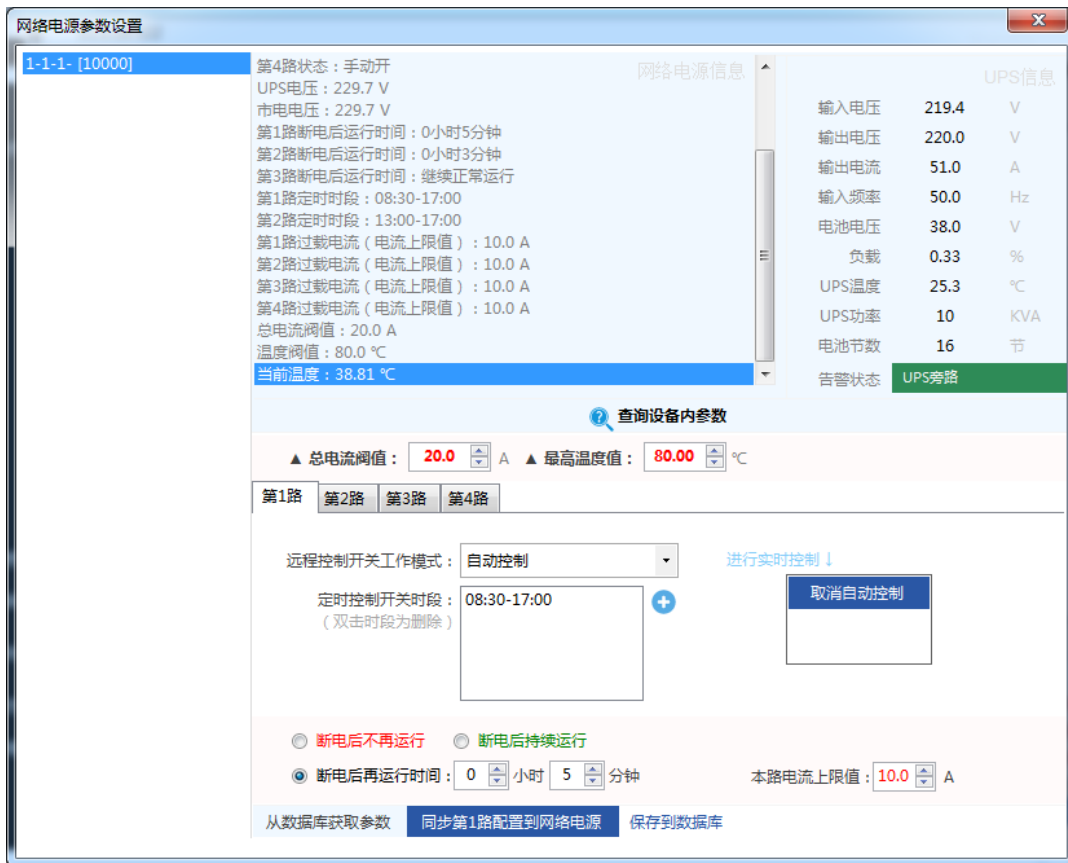 网络电源参数设置
1-1-1- [10000]
网络电源信息
第4路状态：手动开
UPS电压：229.7 V
市电电压：229.7 V
第1路断电后运行时间：0小时5分钟
第2路断电后运行时间：0小时3分钟
第3路断电后运行时间：继续正常运行
第1路定时时段：08:30-17:00
第2路定时时段：13:00-17:00
第1路过载电流（电流上限值）：10.0 A
第2路过载电流（电流上限值）：10.0 A
第3路过载电流（电流上限值）：10.0 A
第4路过载电流（电流上限值）：10.0 A
总电流阀值：20.0 A
温度阀值：80.0 ℃
当前温度：38.81 ℃
UPS信息
输入电压 219.4 V
输出电压 220.0 V
输出电流 51.0 A
输入频率 50.0 Hz
电池电压 38.0 V
负载 0.33 %
UPS温度 25.3 ℃
UPS功率 10 KVA
电池节数 16 节
告警状态 UPS旁路
查询设备内参数
▲ 总电流阀值： 20.0 A ▲ 最高温度值： 80.00 ℃
第1路 第2路 第3路 第4路
远程控制开关工作模式： 自动控制
进行实时控制↓
取消自动控制
定时控制开关时段： 08:30-17:00
（双击时段为删除）
断电后不再运行 断电后持续运行
断电后再运行时间： 0 小时 5 分钟 本路电流上限值： 10.0 A
从数据库获取参数 同步第1路配置到网络电源 保存到数据库